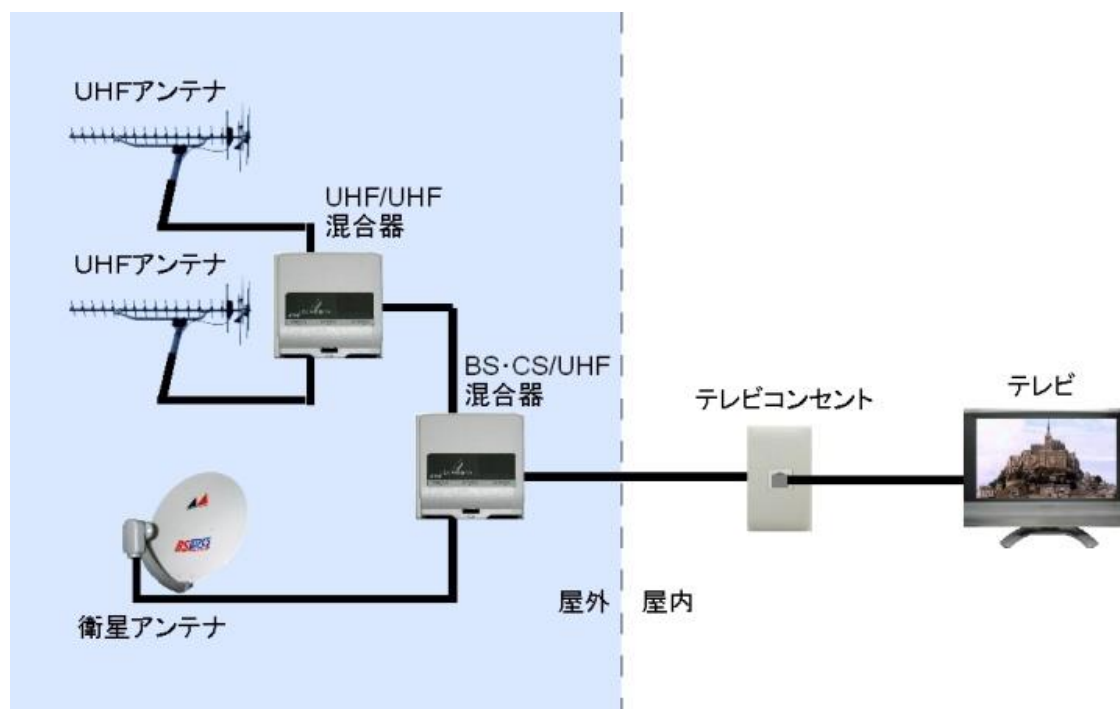 UHFアンテナ
UHF/UHF
混合器
UHFアンテナ
BS・CS/UHF
混合器
テレビコンセント
テレビ
屋外
屋内
衛星アンテナ